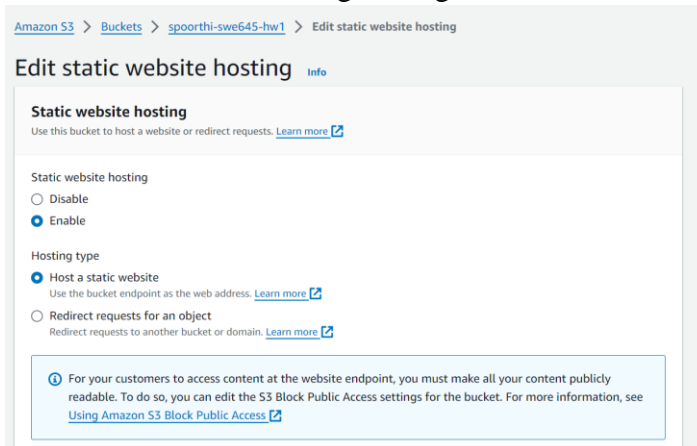 Amazon S3 > Buckets > spoorthi-swe645-hw1 > Edit static website hosting
Edit static website hosting Info
Static website hosting
Use this bucket to host a website or redirect requests. Learn more
Static website hosting
Disable
Enable
Hosting type
Host a static website
Use the bucket endpoint as the web address. Learn more
Redirect requests for an object
Redirect requests to another bucket or domain. Learn more
For your customers to access content at the website endpoint, you must make all your content publicly
readable. To do so, you can edit the S3 Block Public Access settings for the bucket. For more information, see
Using Amazon S3 Block Public Access